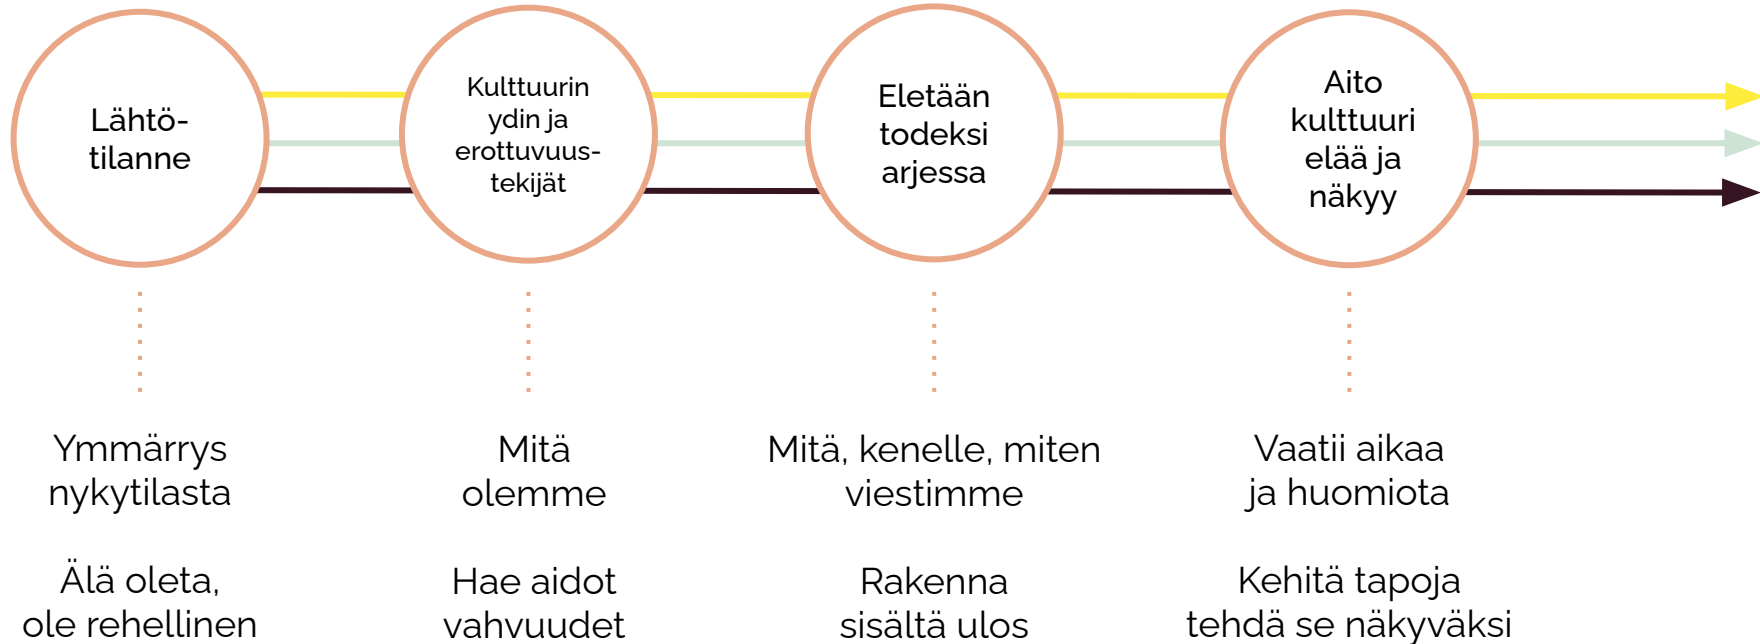 Lähtö-
tilanne
Kulttuurin
ydin ja
erottuvuus-
tekijät
Eletään
todeksi
arjessa
Aito
kulttuuri
elää ja
näkyy
Ymmärrys
nykytilasta
Älä oleta,
ole rehellinen
Mitä
olemme
Hae aidot
vahvuudet
Mitä, kenelle, miten
viestimme
Rakenna
sisältä ulos
Vaatii aikaa
ja huomiota
Kehitä tapoja
tehdä se näkyväksi